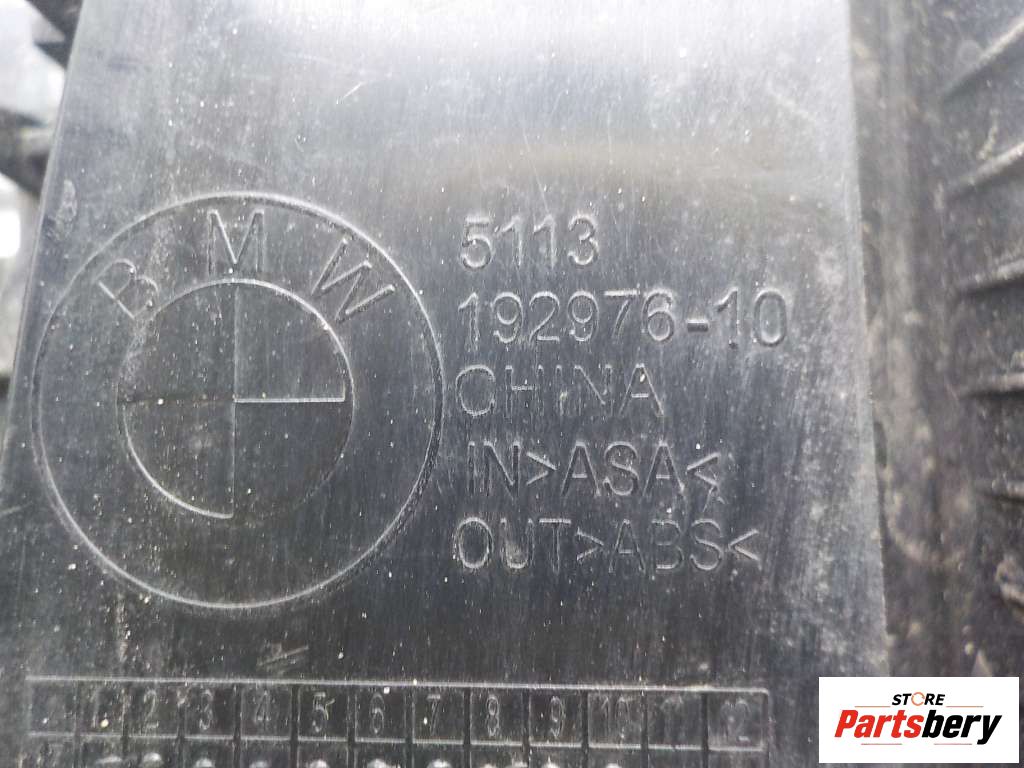 BMW
5113
192976-10
CHINA
IN>ASA<
OUT>ABS<
1 2 3 4 5 6 7 8 9 10 11 12
STORE
Partsbery